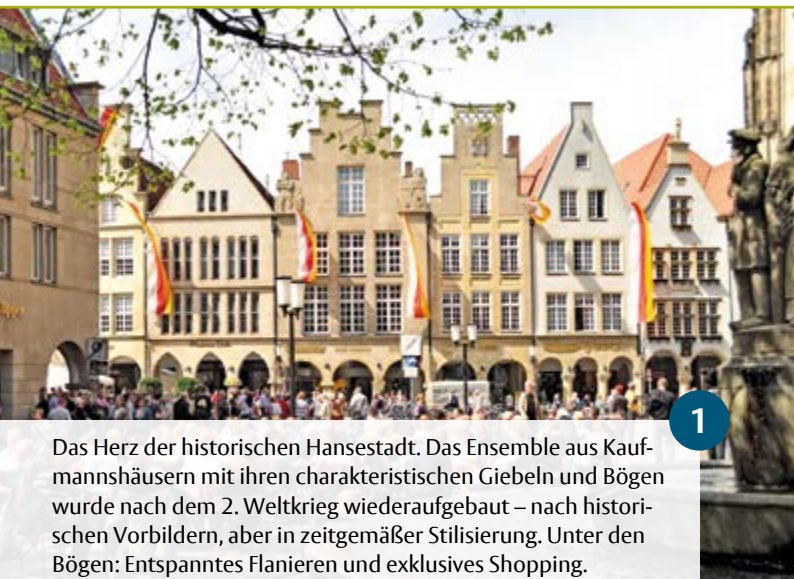 1
Das Herz der historischen Hansestadt. Das Ensemble aus Kauf-
mannshäusern mit ihren charakteristischen Giebeln und Bögen
wurde nach dem 2. Weltkrieg wiederaufgebaut – nach histori-
schen Vorbildern, aber in zeitgemäßer Stilisierung. Unter den
Bögen: Entspanntes Flanieren und exklusives Shopping.